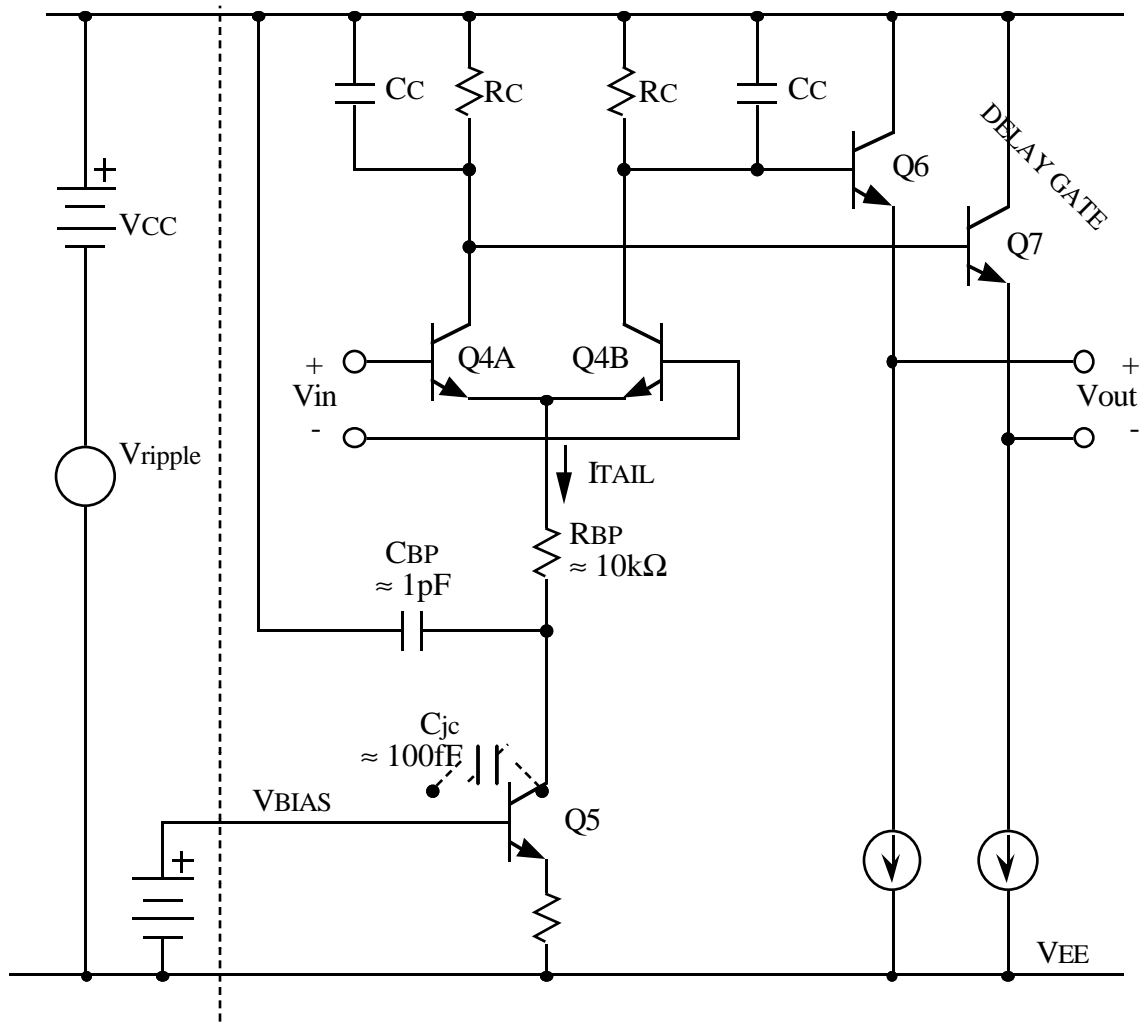 CC
RC
RC
CC
DELAY GATE
Q6
+
VCC
Q7
Q4A
Q4B
+
Vin
-
+
Vout
-
Vripple
ITAIL
RBP
≈ 10kΩ
CBP
≈ 1pF
Cjc
≈ 100fF
VBIAS
Q5
+
VEE